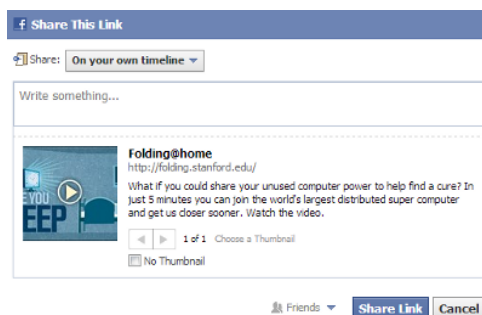 f Share This Link
Share: On your own timeline
Write something...
Folding@home
http://folding.stanford.edu/
What if you could share your unused computer power to help find a cure? In
just 5 minutes you can join the world's largest distributed super computer
and get us closer sooner. Watch the video.
E YOU
EEP
1 of 1 Choose a Thumbnail
No Thumbnail
Friends Share Link Cancel